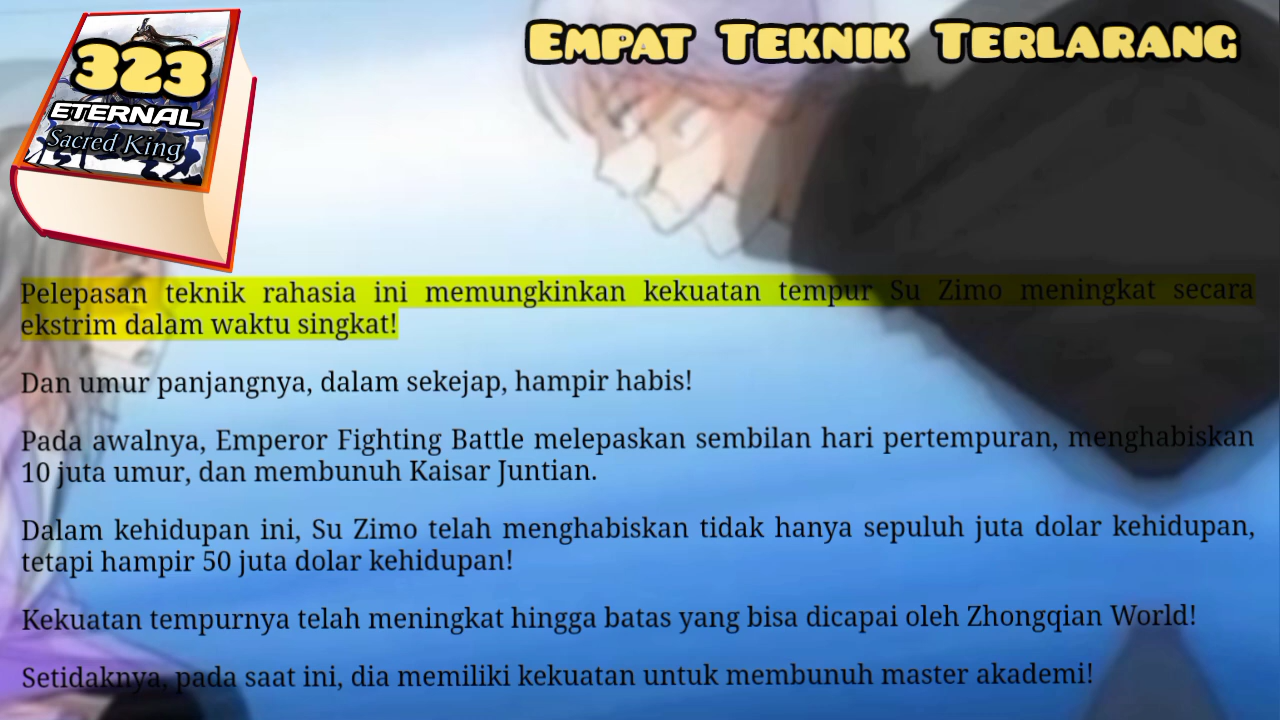 323
ETERNAL
Sacred King
EMPAT TEKNIK TERLARANG
Pelepasan teknik rahasia ini memungkinkan kekuatan tempur Su Zimo meningkat secara
ekstrim dalam waktu singkat!
Dan umur panjangnya, dalam sekejap, hampir habis!
Pada awalnya, Emperor Fighting Battle melepaskan sembilan hari pertempuran, menghabiskan
10 juta umur, dan membunuh Kaisar Juntian.
Dalam kehidupan ini, Su Zimo telah menghabiskan tidak hanya sepuluh juta dolar kehidupan,
tetapi hampir 50 juta dolar kehidupan!
Kekuatan tempurnya telah meningkat hingga batas yang bisa dicapai oleh Zhongqian World!
Setidaknya, pada saat ini, dia memiliki kekuatan untuk membunuh master akademi!